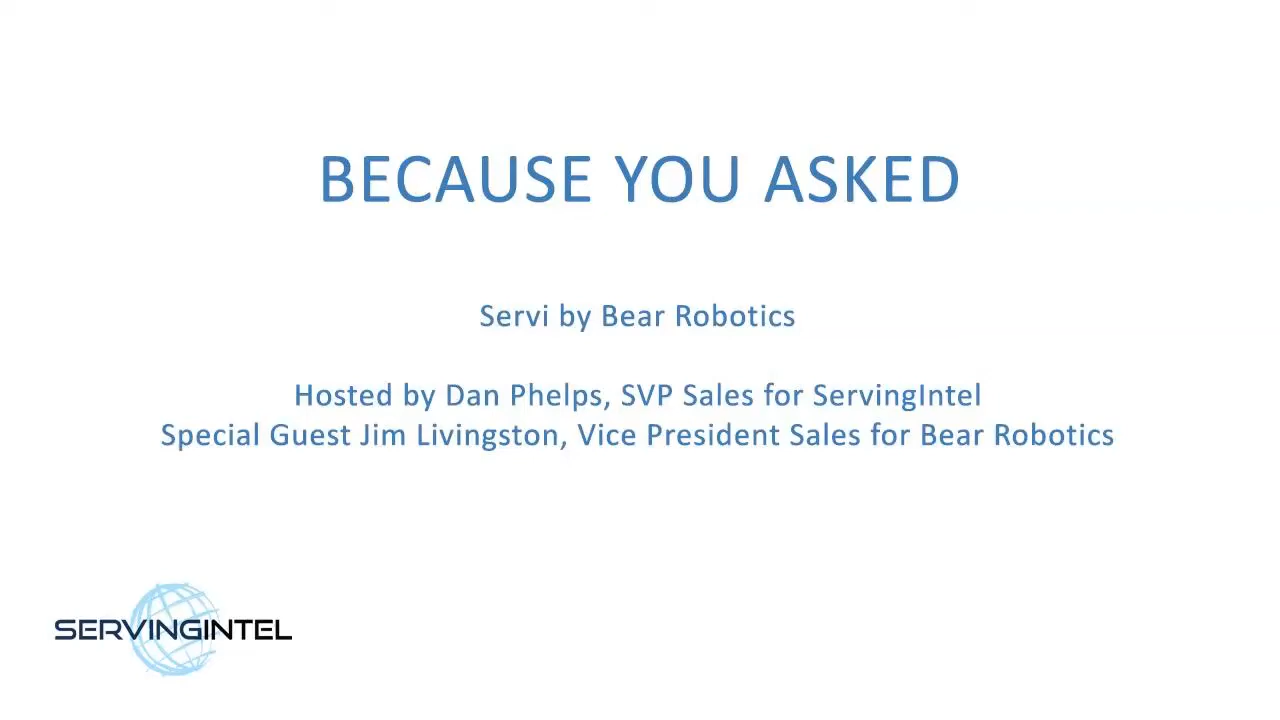 BECAUSE YOU ASKED
Servi by Bear Robotics
Hosted by Dan Phelps, SVP Sales for ServingIntel
Special Guest Jim Livingston, Vice President Sales for Bear Robotics
SERVINGINTEL